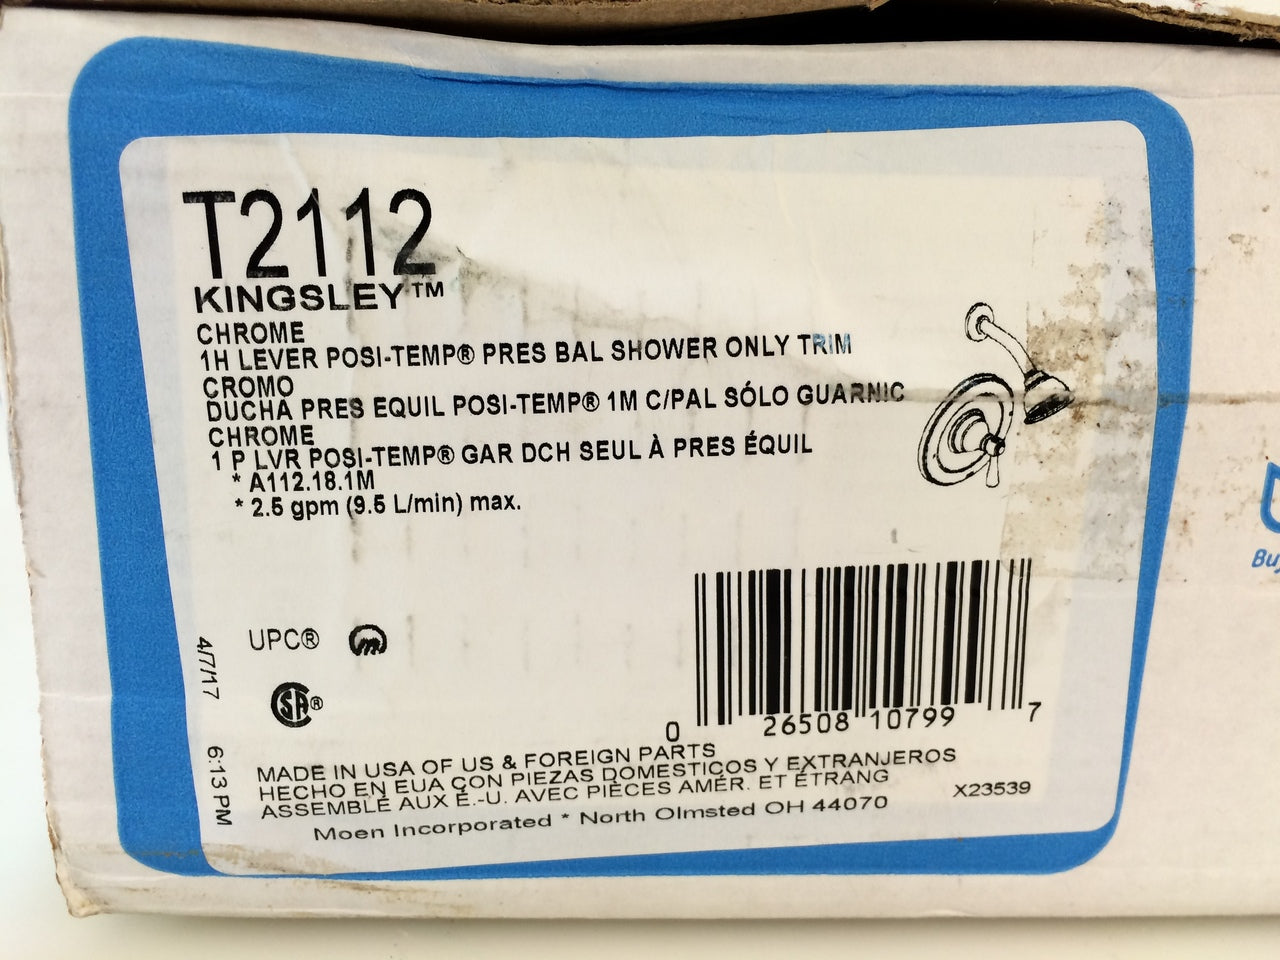 T2112
KINGSLEY™
CHROME
1H LEVER POSI-TEMP® PRES BAL SHOWER ONLY TRIM
CROMO
DUCHA PRES EQUIL POSI-TEMP® 1M C/PAL SÓLO GUARNIC
CHROME
1 P LVR POSI-TEMP® GAR DCH SEUL À PRES ÉQUIL
* A112.18.1M
* 2.5 gpm (9.5 L/min) max.
UPC®
SA®
4/7/17 6:13 PM
0 26508 10799 7
MADE IN USA OF US & FOREIGN PARTS
HECHO EN EUA CON PIEZAS DOMESTICOS Y EXTRANJEROS
ASSEMBLÉ AUX É.-U. AVEC PIÈCES AMÉR. ET ÉTRANG
X23539
Moen Incorporated * North Olmsted OH 44070